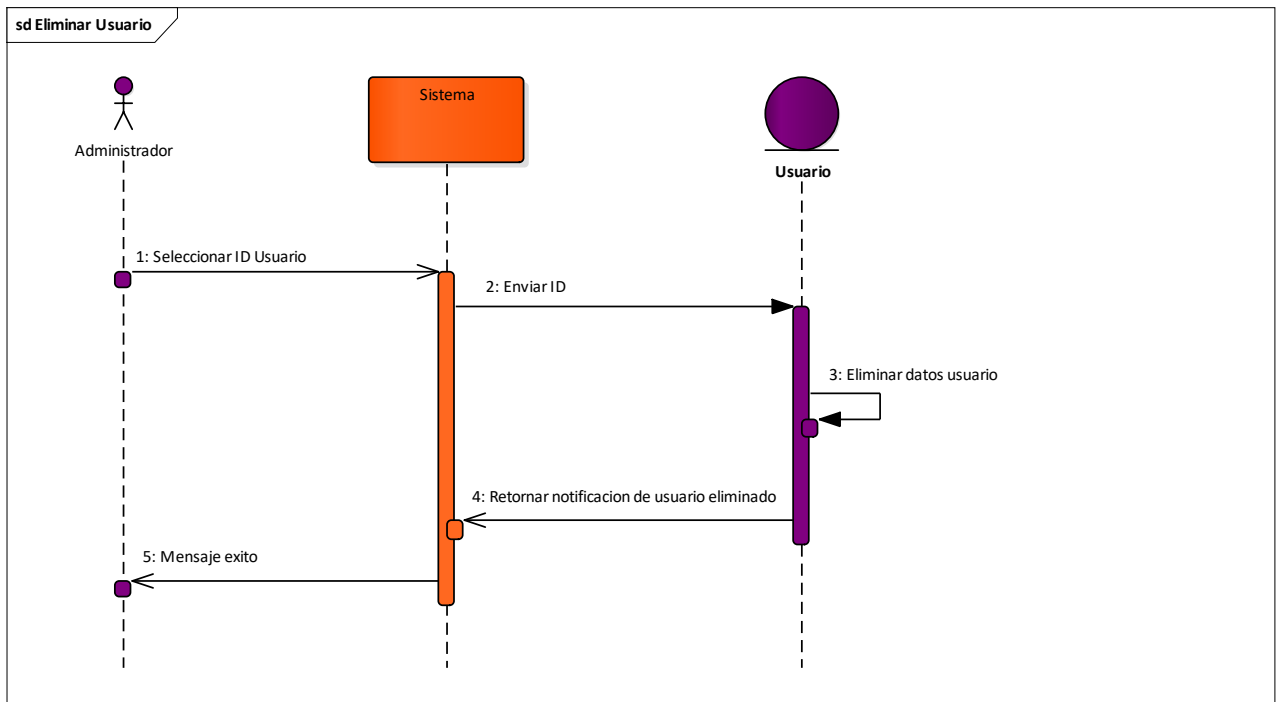 sd Eliminar Usuario
Sistema
Administrador
Usuario
1: Seleccionar ID Usuario
2: Enviar ID
3: Eliminar datos usuario
4: Retornar notificacion de usuario eliminado
5: Mensaje exito